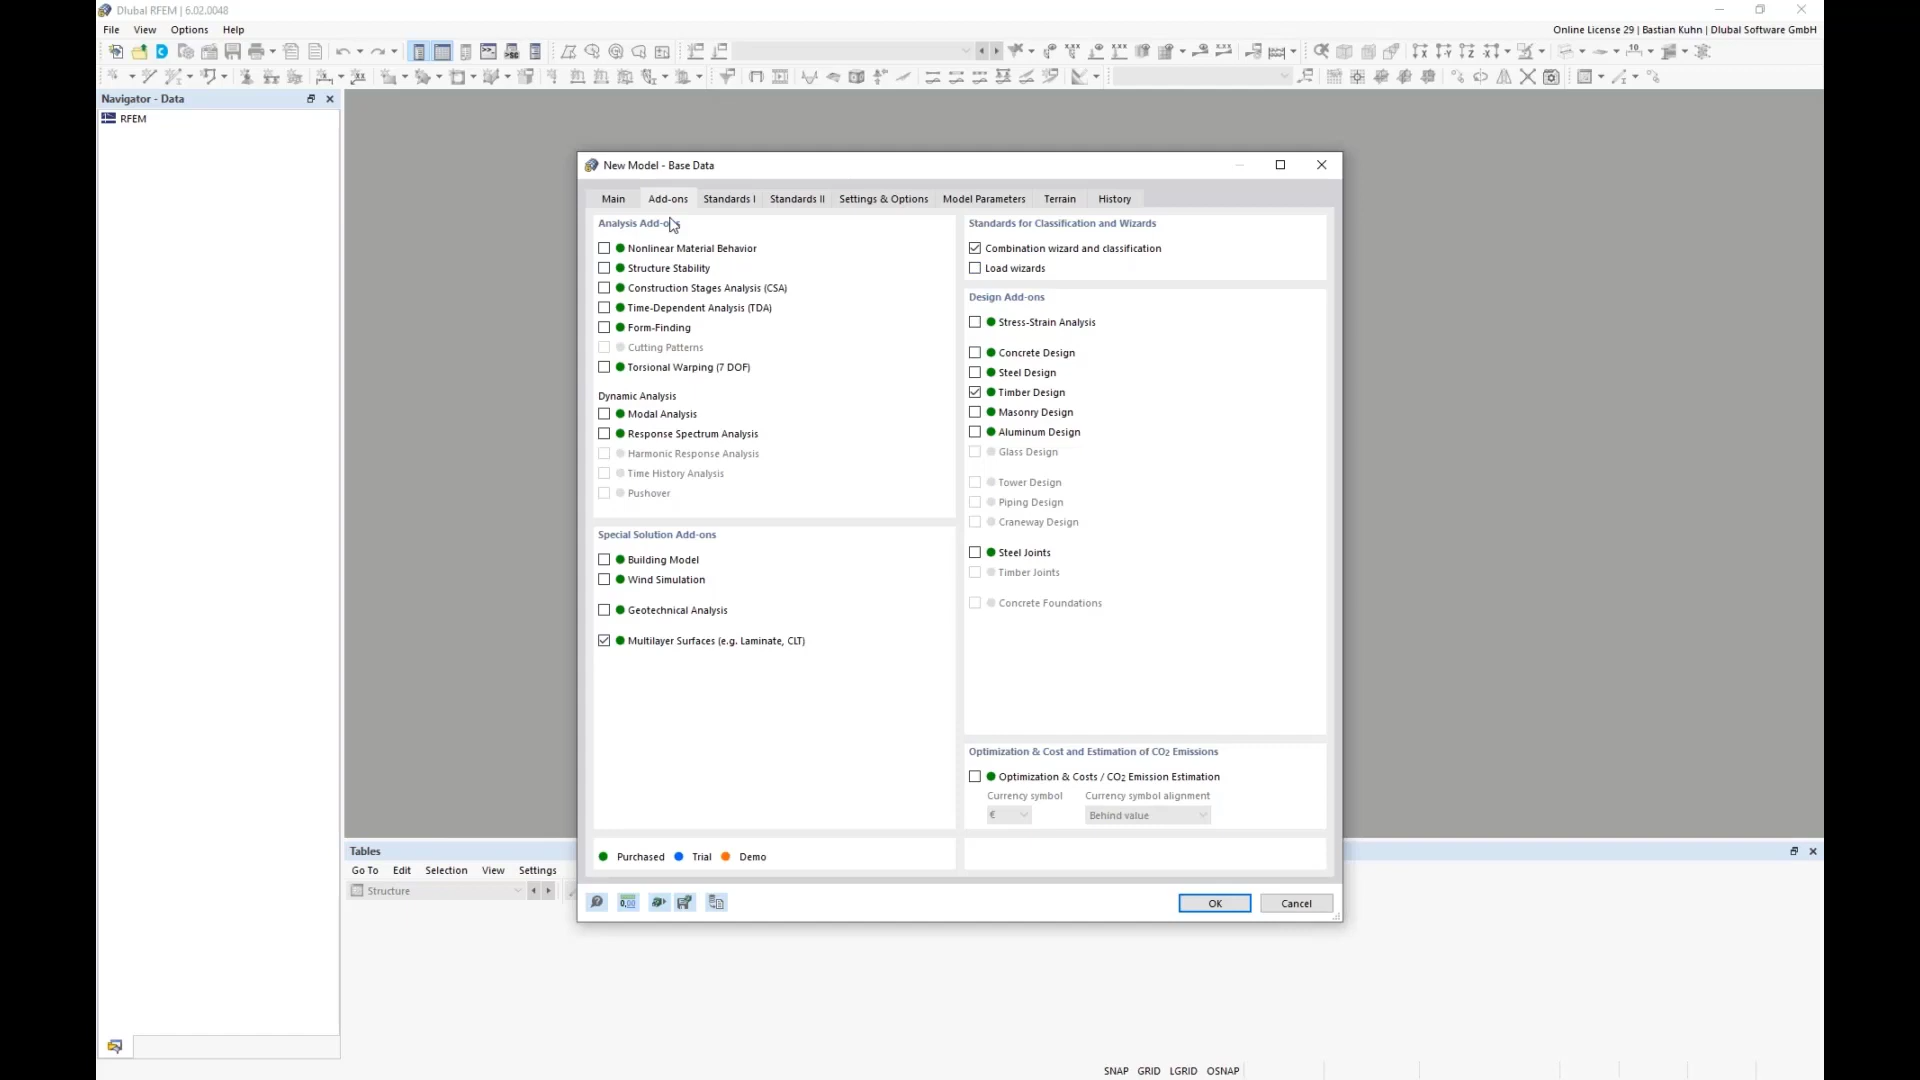 Dlubal RFEM | 6.02.0048
File View Options Help
Online License 29 | Bastian Kuhn | Dlubal Software GmbH
Navigator - Data
RFEM
New Model - Base Data
Main Add-ons Standards I Standards II Settings & Options Model Parameters Terrain History
Analysis Add-ons
Nonlinear Material Behavior
Structure Stability
Construction Stages Analysis (CSA)
Time-Dependent Analysis (TDA)
Form-Finding
Cutting Patterns
Torsional Warping (7 DOF)
Dynamic Analysis
Modal Analysis
Response Spectrum Analysis
Harmonic Response Analysis
Time History Analysis
Pushover
Special Solution Add-ons
Building Model
Wind Simulation
Geotechnical Analysis
Multilayer Surfaces (e.g. Laminate, CLT)
Purchased Trial Demo
Standards for Classification and Wizards
Combination wizard and classification
Load wizards
Design Add-ons
Stress-Strain Analysis
Concrete Design
Steel Design
Timber Design
Masonry Design
Aluminum Design
Glass Design
Tower Design
Piping Design
Craneway Design
Steel Joints
Timber Joints
Concrete Foundations
Optimization & Cost and Estimation of CO2 Emissions
Optimization & Costs / CO2 Emission Estimation
Currency symbol Currency symbol alignment
€ Behind value
OK Cancel
Tables
Go To Edit Selection View Settings
Structure
SNAP GRID LGRID OSNAP